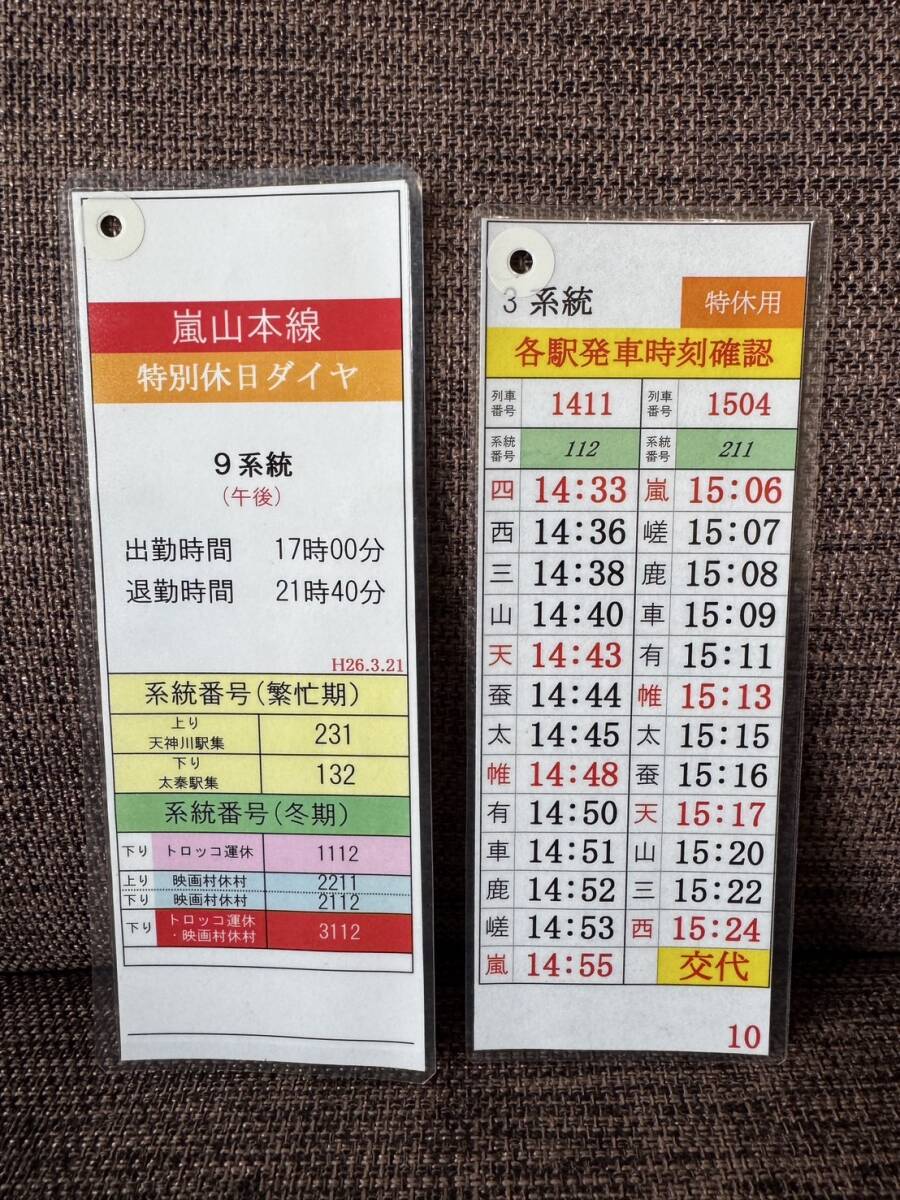 嵐山本線
特別休日ダイヤ
9系統
(午後)
出勤時間 17時00分
退勤時間 21時40分
H26.3.21
系統番号(繁忙期)
上り
天神川駅集 231
下り
太秦駅集 132
系統番号(冬期)
下り トロッコ運休 1112
上り 映画村休村 2211
下り 映画村休村 2112
下り トロッコ運休
・映画村休村 3112
3 系統 特休用
各駅発車時刻確認
列車番号 1411 列車番号 1504
系統番号 112 系統番号 211
四 14:33 嵐 15:06
西 14:36 嵯 15:07
三 14:38 鹿 15:08
山 14:40 車 15:09
天 14:43 有 15:11
蚕 14:44 帷 15:13
太 14:45 太 15:15
帷 14:48 蚕 15:16
有 14:50 天 15:17
車 14:51 山 15:20
鹿 14:52 三 15:22
嵯 14:53 西 15:24
嵐 14:55 交代
10